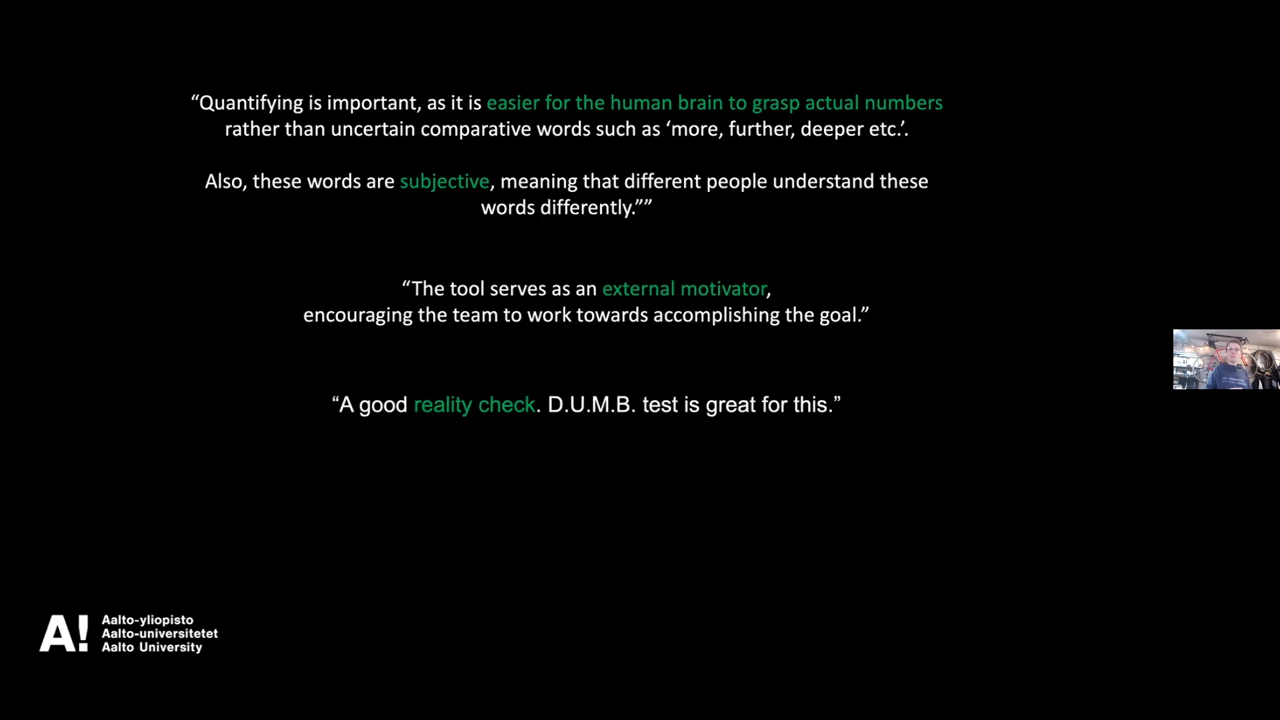 “Quantifying is important, as it is easier for the human brain to grasp actual numbers
rather than uncertain comparative words such as ‘more, further, deeper etc.’.
Also, these words are subjective, meaning that different people understand these
words differently.””
“The tool serves as an external motivator,
encouraging the team to work towards accomplishing the goal.”
“A good reality check. D.U.M.B. test is great for this.”
A!
Aalto-yliopisto
Aalto-universitetet
Aalto University